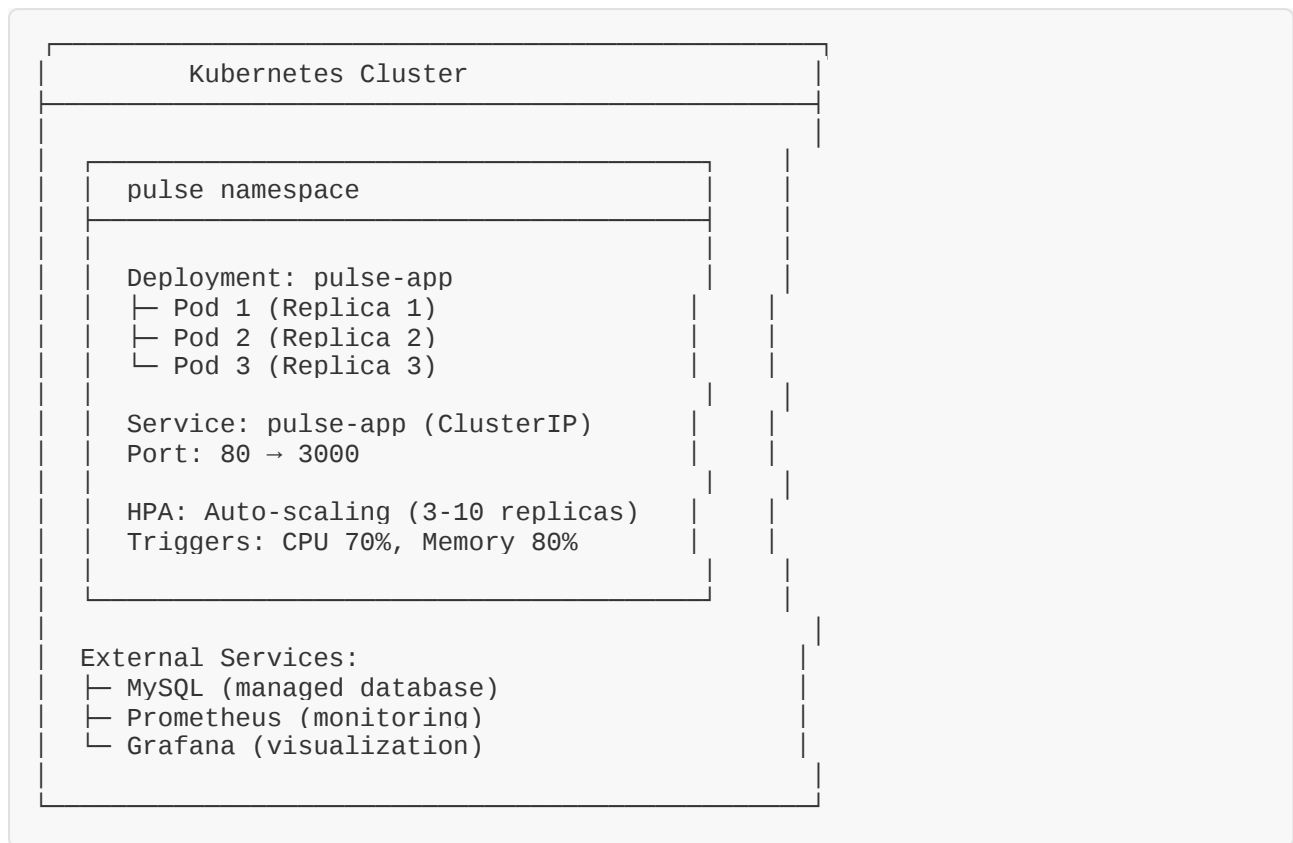 Kubernetes Cluster
pulse namespace
Deployment: pulse-app
├─ Pod 1 (Replica 1)
├─ Pod 2 (Replica 2)
└─ Pod 3 (Replica 3)
Service: pulse-app (ClusterIP)
Port: 80 → 3000
HPA: Auto-scaling (3-10 replicas)
Triggers: CPU 70%, Memory 80%
External Services:
├─ MySQL (managed database)
├─ Prometheus (monitoring)
└─ Grafana (visualization)